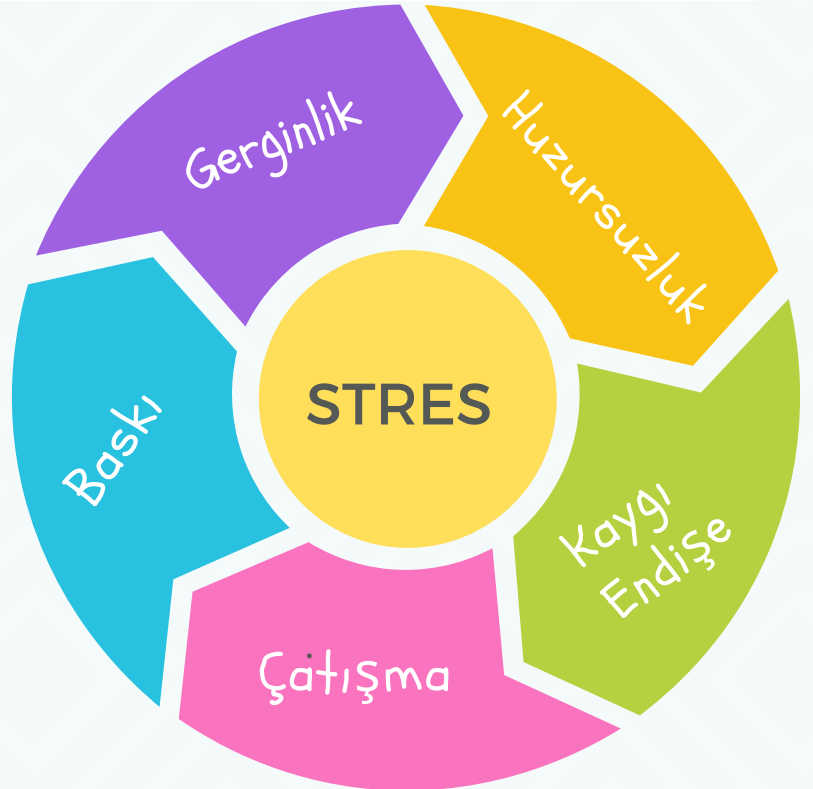 Gerginlik
Huzursuzluk
STRES
Baskı
Kaygı
Endişe
Çatışma